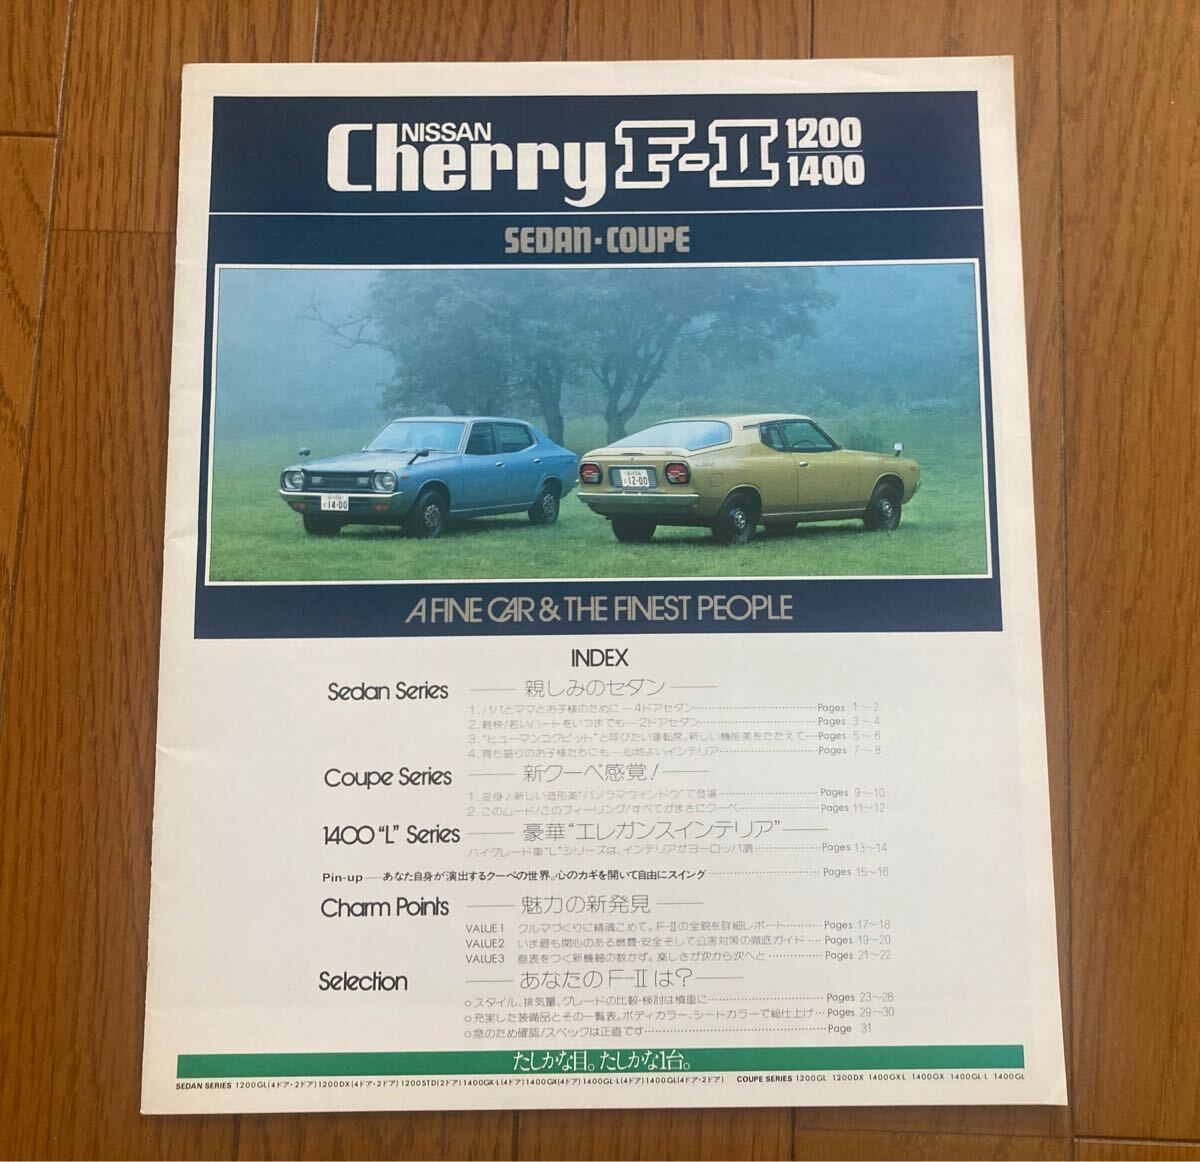 NISSAN
Cherry F-II 1200
1400
SEDAN・COUPE
1400
1200
A FINE CAR & THE FINEST PEOPLE
INDEX
Sedan Series —— 親しみのセダン ——
1. パパとママとお子様のために—4ドアセダン……Pages 1〜2
2. 軽快!若いハートをいつまでも—2ドアセダン……Pages 3〜4
3. "ヒューマンコクピット"と呼びたい運転席。新しい機能美をたたえて……Pages 5〜6
4. 育ち盛りのお子様たちにも—心地よいインテリア……Pages 7〜8
Coupe Series —— 新クーペ感覚! ——
1. 変身!新しい造形美"パノラマウインドウ"で登場……Pages 9〜10
2. このムード!このフィーリング!すべてがまさにクーペ……Pages 11〜12
1400 "L" Series —— 豪華"エレガンスインテリア" ——
ハイグレード車"L"シリーズは、インテリアがヨーロッパ調……Pages 13〜14
Pin-up——あなた自身が演出するクーペの世界。心のカギを開いて自由にスイング……Pages 15〜16
Charm Points —— 魅力の新発見 ——
VALUE1 クルマづくりに精魂こめて。F-IIの全貌を詳細レポート……Pages 17〜18
VALUE2 いま最も関心のある燃費・安全そして公害対策の徹底ガイド……Pages 19〜20
VALUE3 意表をつく新機軸の数かず。楽しさが次から次へと……Pages 21〜22
Selection —— あなたのF-IIは? ——
○スタイル、排気量、グレードの比較・検討は慎重に……Pages 23〜28
○充実した装備品とその一覧表。ボディカラー、シートカラーで総仕上げ……Pages 29〜30
○念のため確認!スペックは正直です……Page 31
たしかな目。たしかな1台。
SEDAN SERIES 1200GL(4ドア・2ドア) 1200DX(4ドア・2ドア) 1200STD(2ドア) 1400GX-L(4ドア) 1400GX(4ドア) 1400GL-L(4ドア) 1400GL(4ドア・2ドア) COUPE SERIES 1200GL 1200DX 1400GX-L 1400GX 1400GL-L 1400GL